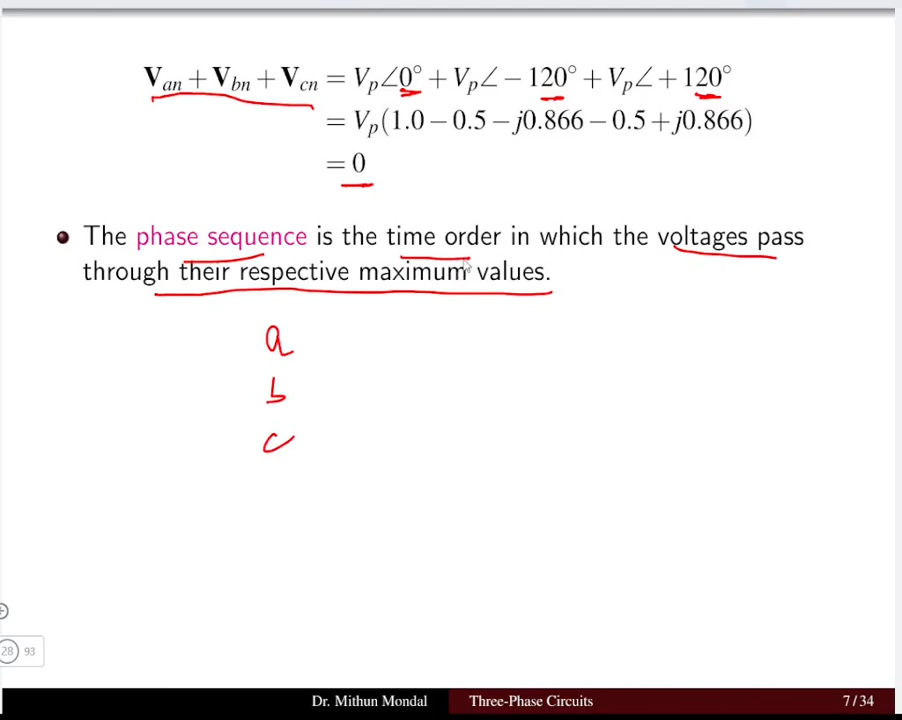 V_an + V_bn + V_cn = V_p∠0° + V_p∠ − 120° + V_p∠ + 120°
= V_p(1.0 − 0.5 − j0.866 − 0.5 + j0.866)
= 0
The phase sequence is the time order in which the voltages pass
through their respective maximum values.
a
b
c
28 93
Dr. Mithun Mondal Three-Phase Circuits 7/34